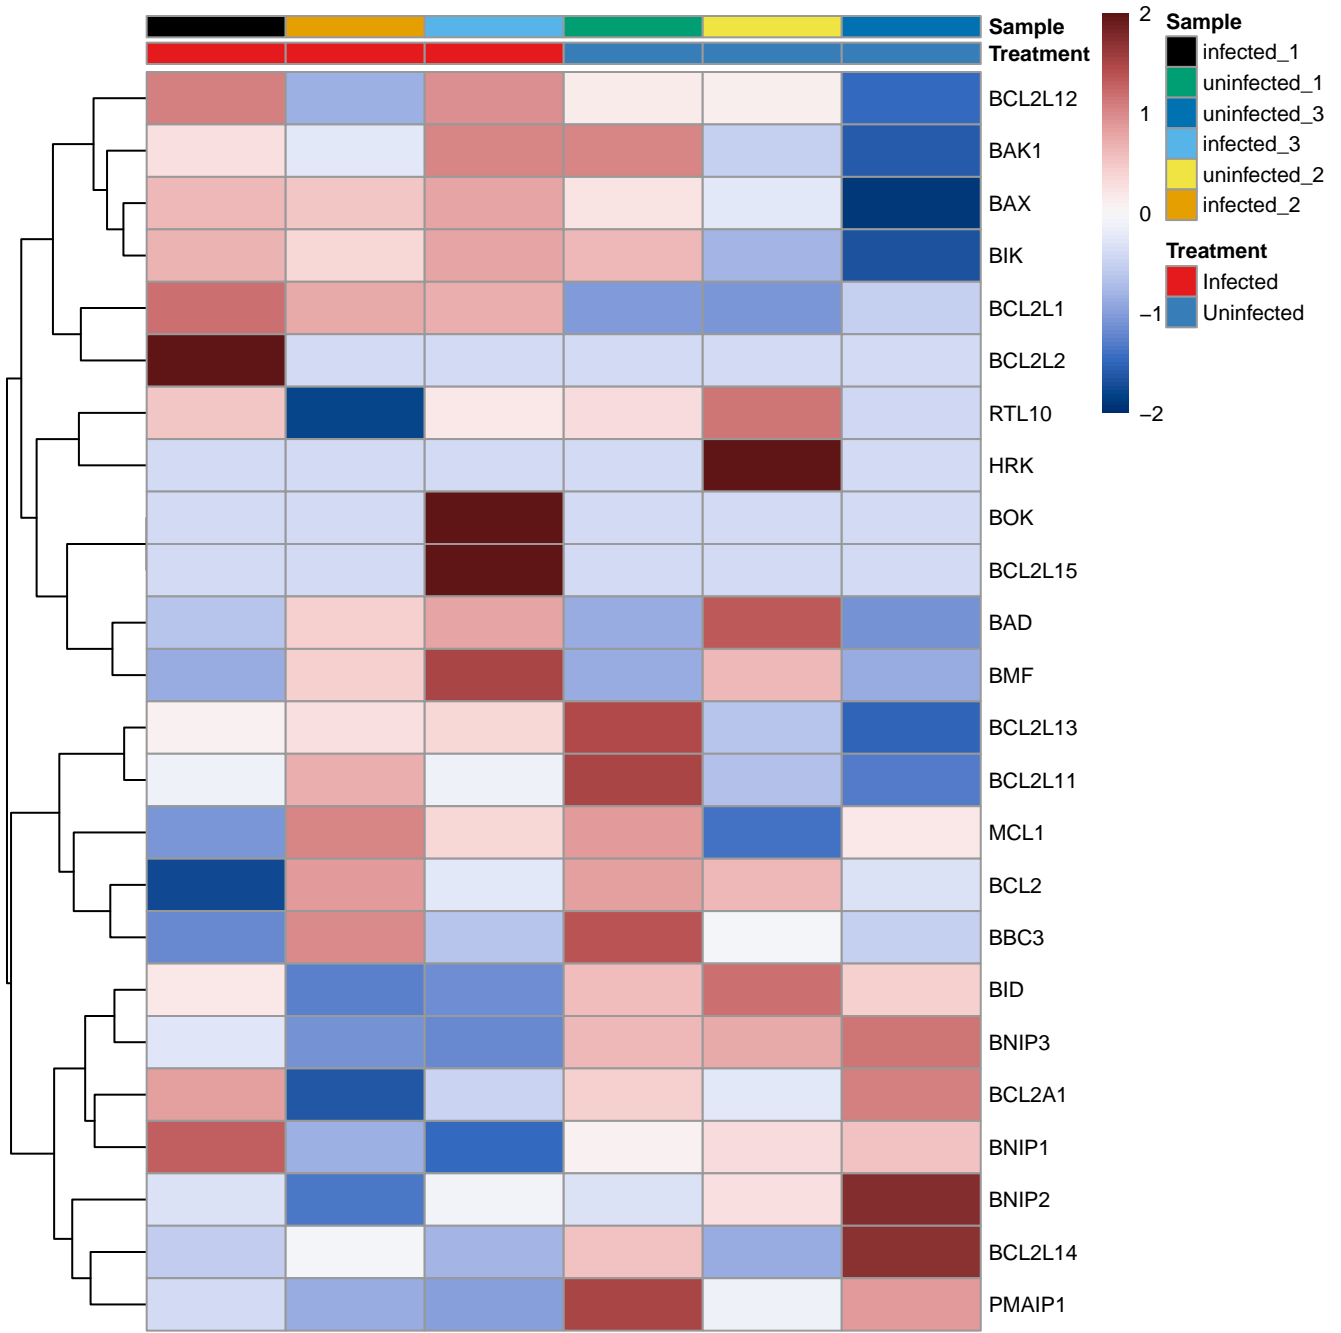 Sample
Treatment
BCL2L12
BAK1
BAX
BIK
BCL2L1
BCL2L2
RTL10
HRK
BOK
BCL2L15
BAD
BMF
BCL2L13
BCL2L11
MCL1
BCL2
BBC3
BID
BNIP3
BCL2A1
BNIP1
BNIP2
BCL2L14
PMAIP1
2
1
0
−1
−2
Sample
infected_1
uninfected_1
uninfected_3
infected_3
uninfected_2
infected_2
Treatment
Infected
Uninfected